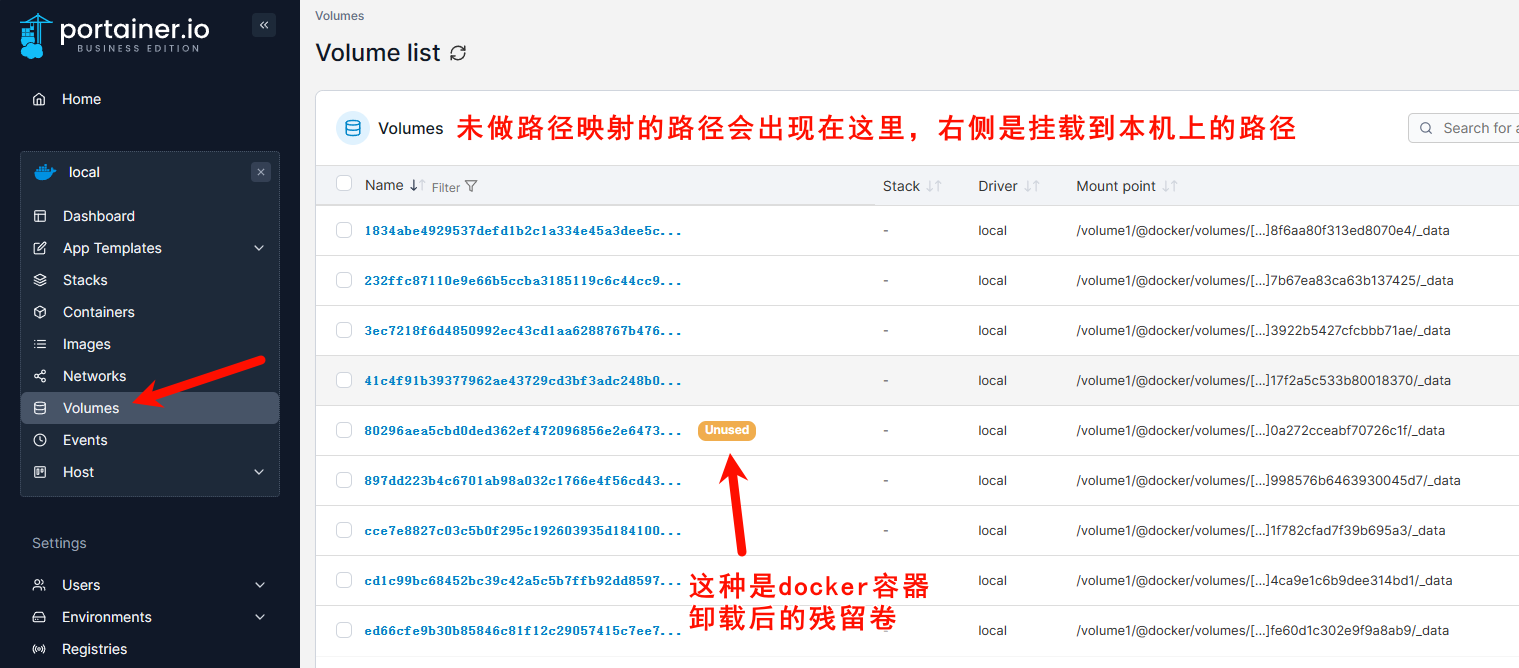 portainer.io
BUSINESS EDITION
Home
local
Dashboard
App Templates
Stacks
Containers
Images
Networks
Volumes
Events
Host
Settings
Users
Environments
Registries
Volumes
Volume list
Volumes 未做路径映射的路径会出现在这里，右侧是挂载到本机上的路径
Search for a
Name Filter Stack Driver Mount point
1834abe4929537defd1b2c1a334e45a3dee5c... - local /volume1/@docker/volumes/[...]8f6aa80f313ed8070e4/_data
232ffc87110e9e66b5ccba3185119c6c44cc9... - local /volume1/@docker/volumes/[...]7b67ea83ca63b137425/_data
3ec7218f6d4850992ec43cd1aa6288767b476... - local /volume1/@docker/volumes/[...]3922b5427cfcbbb71ae/_data
41c4f91b39377962ae43729cd3bf3adc248b0... - local /volume1/@docker/volumes/[...]17f2a5c533b80018370/_data
80296aea5cbd0ded362ef472096856e2e6473... Unused - local /volume1/@docker/volumes/[...]0a272cceabf70726c1f/_data
897dd223b4c6701ab98a032c1766e4f56cd43... - local /volume1/@docker/volumes/[...]998576b6463930045d7/_data
cce7e8827c03c5b0f295c192603935d184100... - local /volume1/@docker/volumes/[...]1f782cfad7f39b695a3/_data
cd1c99bc68452bc39c42a5c5b7ffb92dd8597... - local /volume1/@docker/volumes/[...]4ca9e1c6b9dee314bd1/_data
ed66cfe9b30b85846c81f12c29057415c7ee7... - local /volume1/@docker/volumes/[...]fe60d1c302e9f9a8ab9/_data
这种是docker容器
卸载后的残留卷